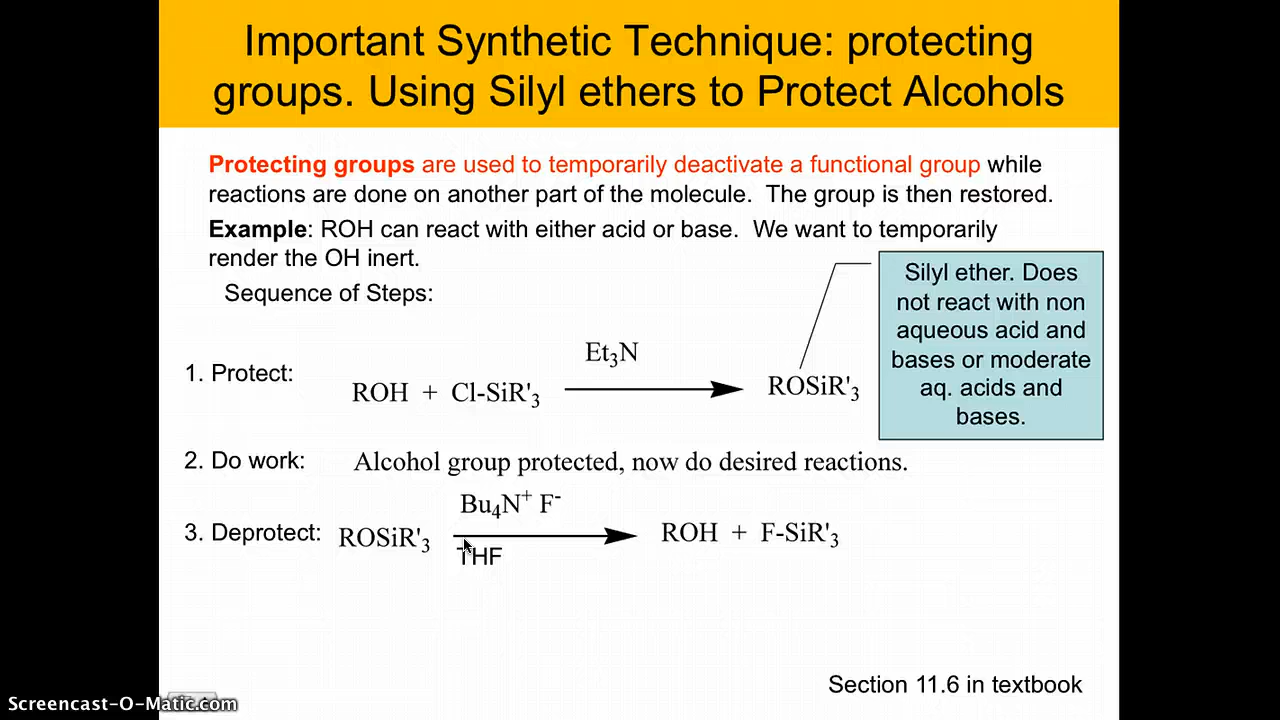 Important Synthetic Technique: protecting
groups. Using Silyl ethers to Protect Alcohols
Protecting groups are used to temporarily deactivate a functional group while
reactions are done on another part of the molecule. The group is then restored.
Example: ROH can react with either acid or base. We want to temporarily
render the OH inert.
Sequence of Steps:
Silyl ether. Does
not react with non
aqueous acid and
bases or moderate
aq. acids and
bases.
Et₃N
1. Protect: ROH + Cl-SiR'₃ ROSiR'₃
2. Do work: Alcohol group protected, now do desired reactions.
Bu₄N⁺ F⁻
3. Deprotect: ROSiR'₃ ROH + F-SiR'₃
THF
Section 11.6 in textbook
Screencast-O-Matic.com